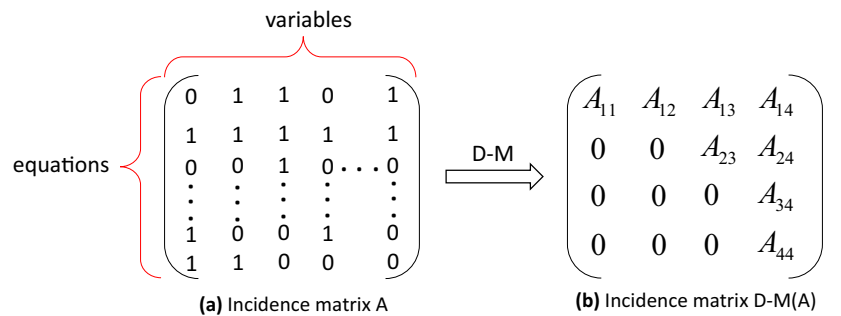 variables
equations
0 1 1 0 1
1 1 1 1 1
0 0 1 0 . . . 0
1 0 0 1 0
1 1 0 0 0
(a) Incidence matrix A
D-M
A11 A12 A13 A14
0 0 A23 A24
0 0 0 A34
0 0 0 A44
(b) Incidence matrix D-M(A)